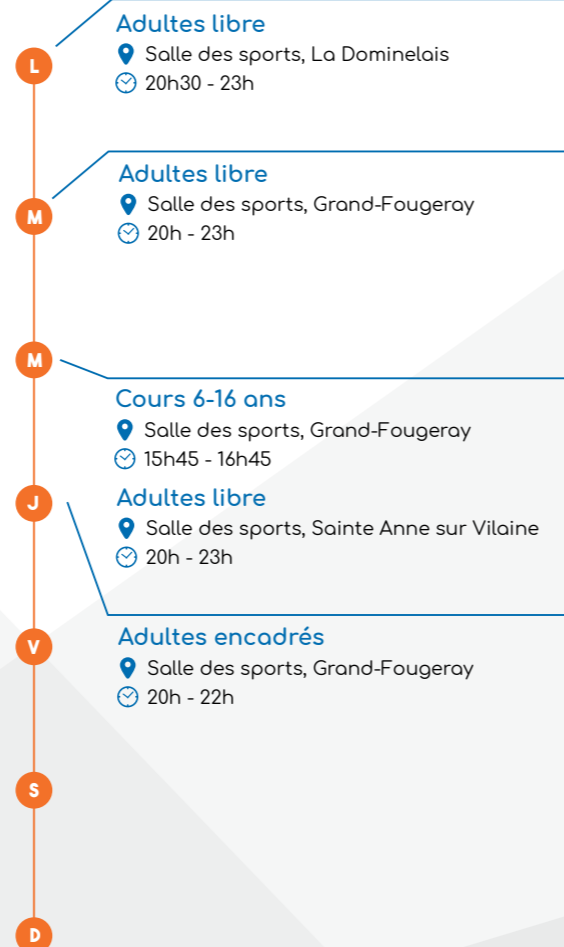 L
Adultes libre
Salle des sports, La Dominelais
20h30 - 23h
M
Adultes libre
Salle des sports, Grand-Fougeray
20h - 23h
M
Cours 6-16 ans
Salle des sports, Grand-Fougeray
15h45 - 16h45
Adultes libre
Salle des sports, Sainte Anne sur Vilaine
20h - 23h
J
Adultes encadrés
Salle des sports, Grand-Fougeray
20h - 22h
V
S
D